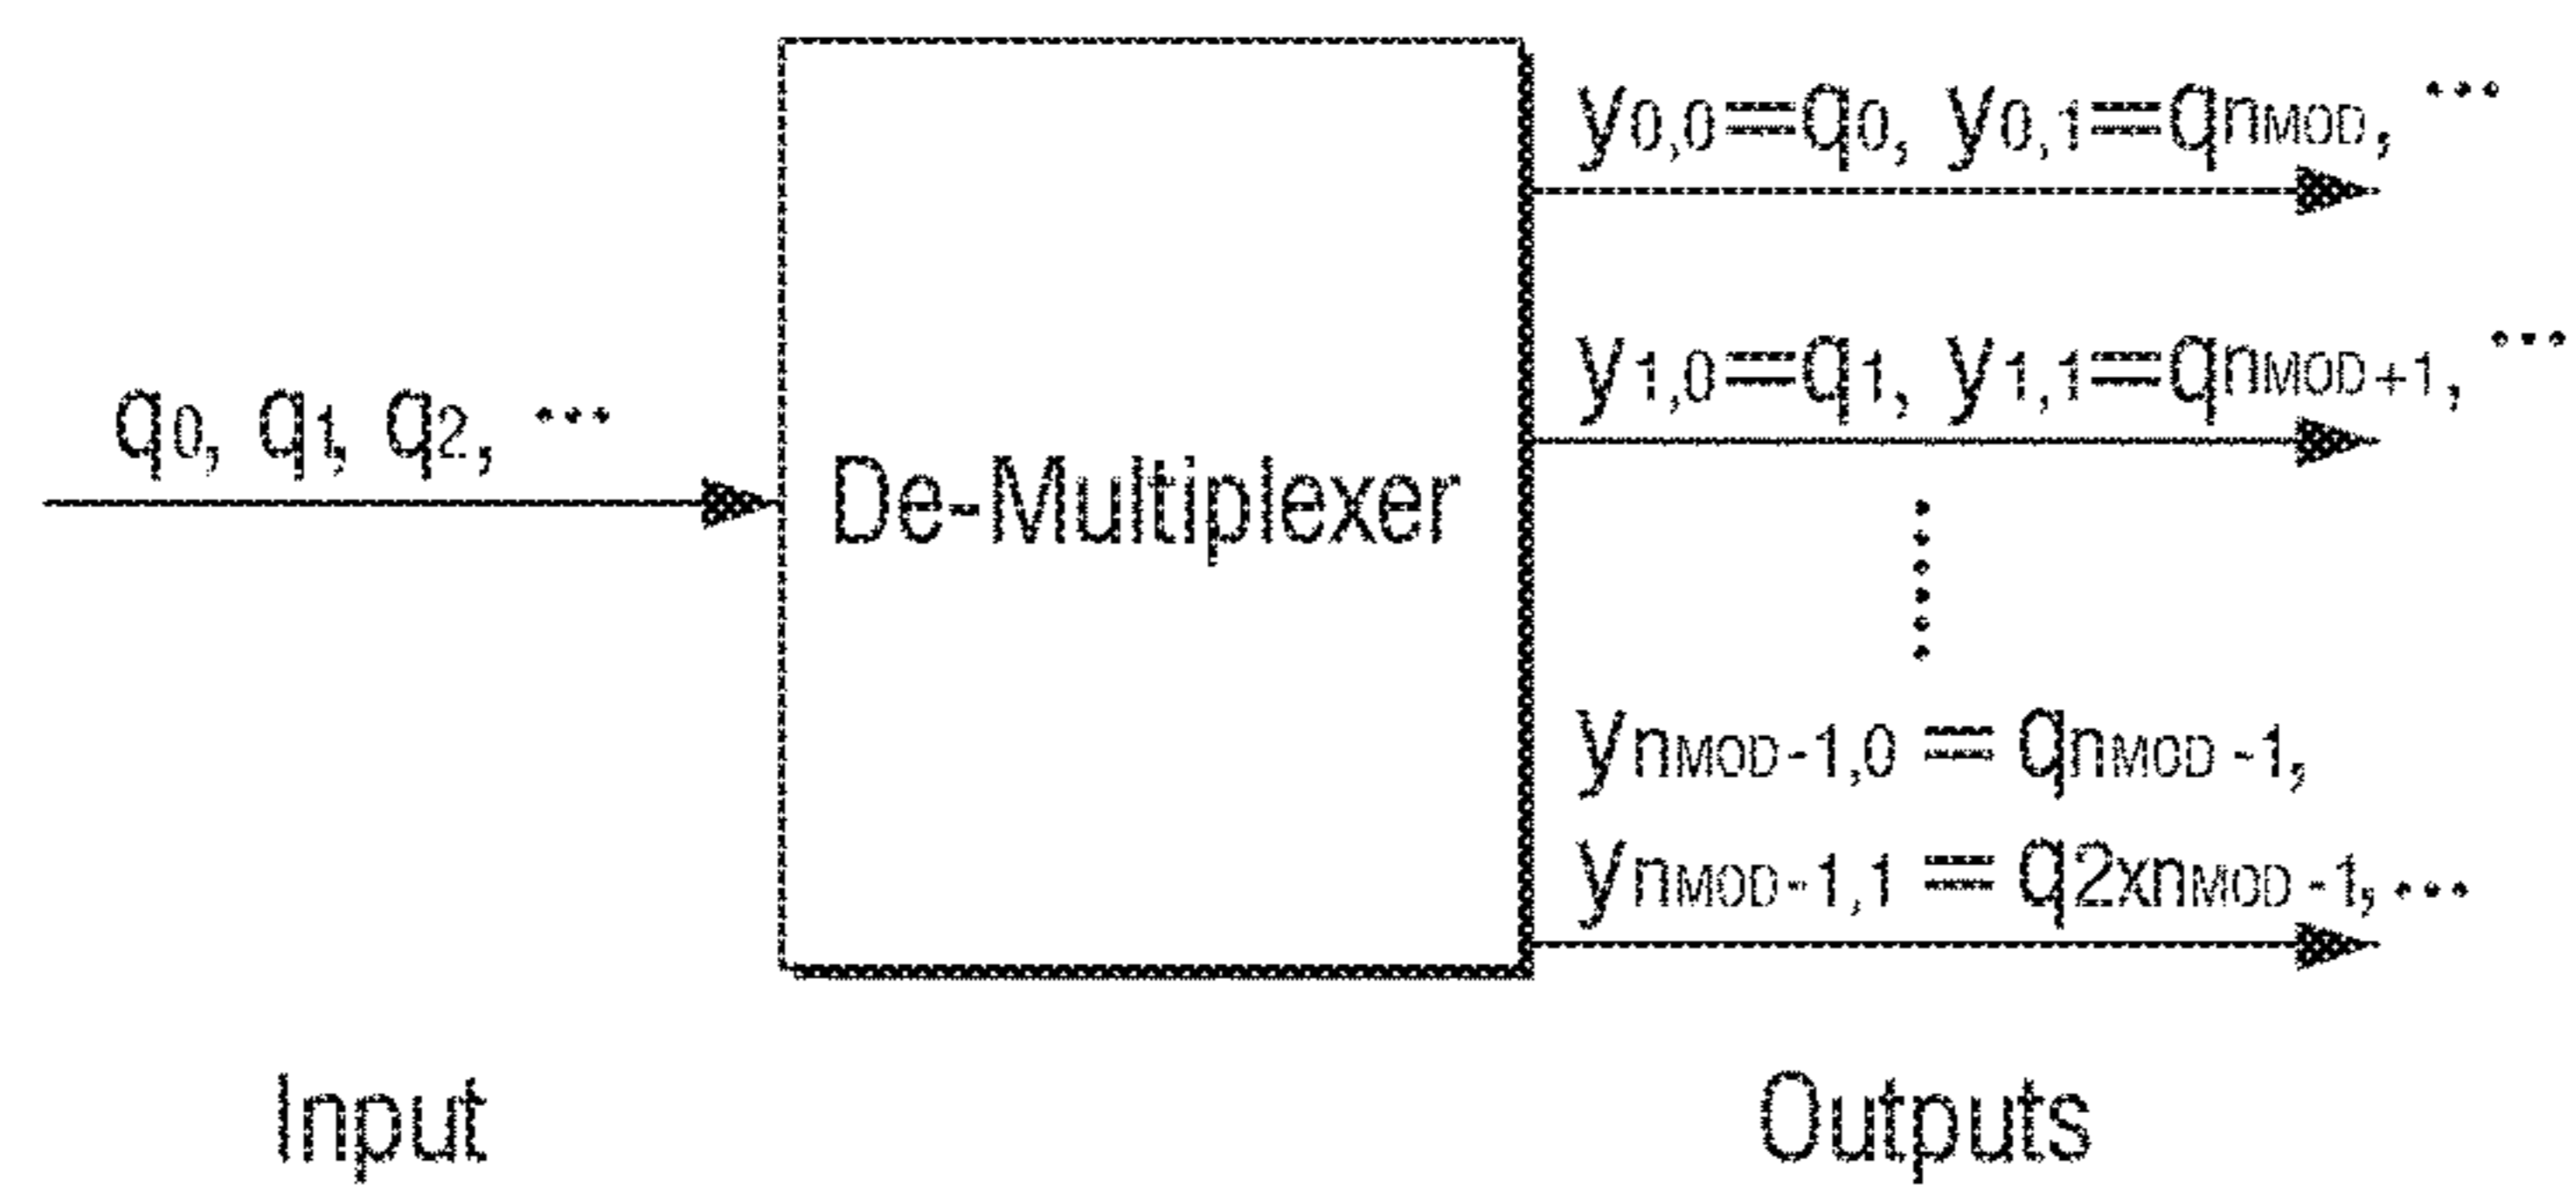 y0,0=q0, y0,1=qnMOD, ...
y1,0=q1, y1,1=qnMOD+1, ...
q0, q1, q2, ...
De-Multiplexer
ynMOD-1,0 = qnMOD-1,
ynMOD-1,1 = q2xnMOD-1, ...
Input
Outputs